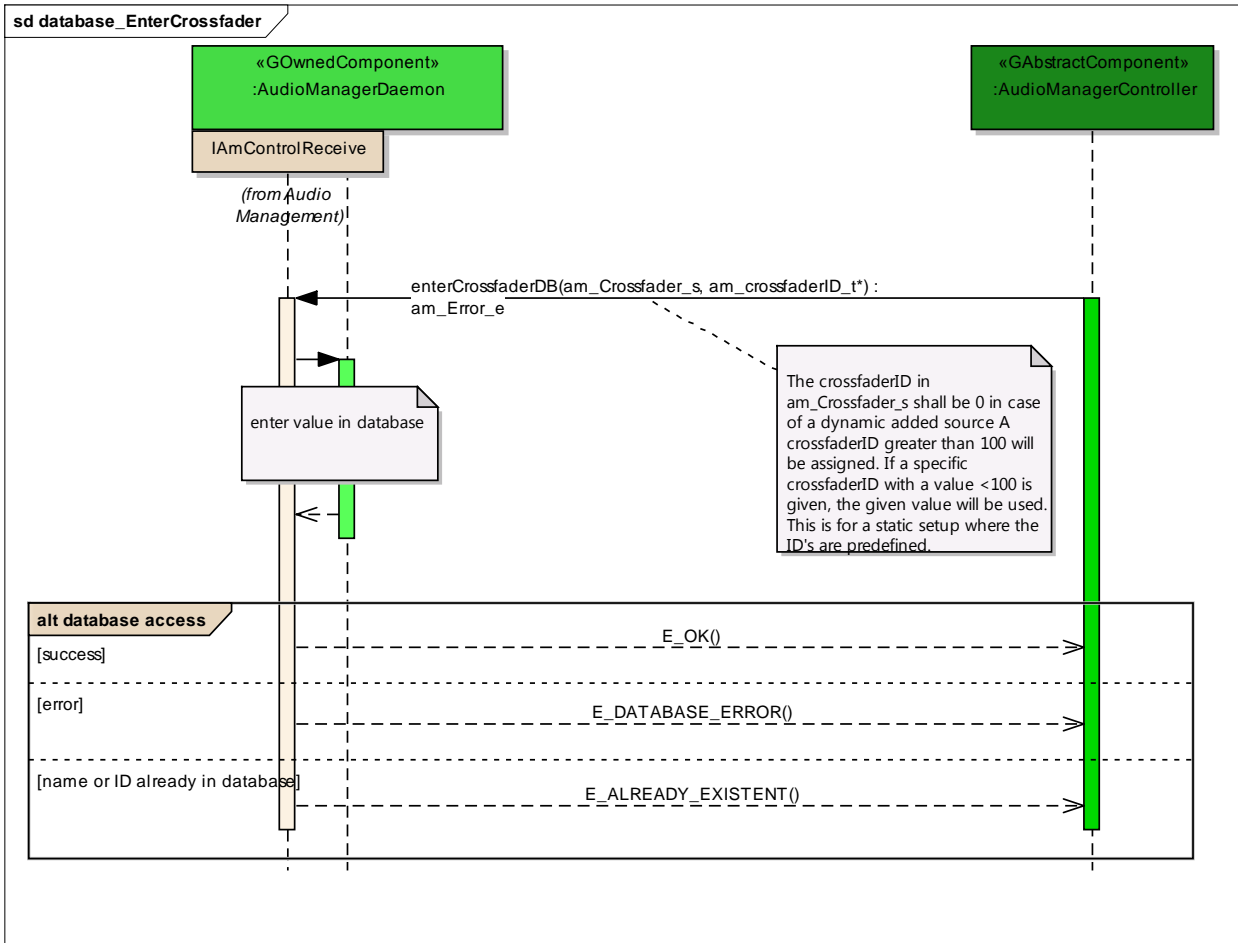 sd database_EnterCrossfader
«GOwnedComponent»
:AudioManagerDaemon
«GAbstractComponent»
:AudioManagerController
IAmControlReceive
(from Audio
Management)
enterCrossfaderDB(am_Crossfader_s, am_crossfaderID_t*) :
am_Error_e
The crossfaderID in
am_Crossfader_s shall be 0 in case
of a dynamic added source A
crossfaderID greater than 100 will
be assigned. If a specific
crossfaderID with a value <100 is
given, the given value will be used.
This is for a static setup where the
ID's are predefined.
enter value in database
alt database access
[success]
E_OK()
[error]
E_DATABASE_ERROR()
[name or ID already in database]
E_ALREADY_EXISTENT()